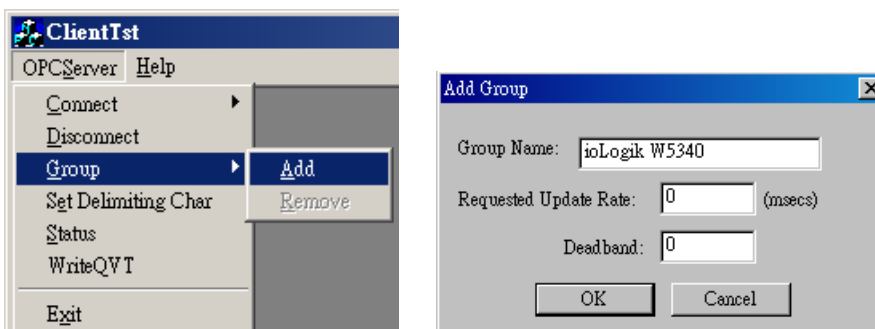 ClientTst
OPCServer Help
Connect
Disconnect
Group
Add
Set Delimiting Char
Remove
Status
WriteQVT
Exit
Add Group
Group Name: ioLogik W5340
Requested Update Rate: 0 (msecs)
Deadband: 0
OK Cancel